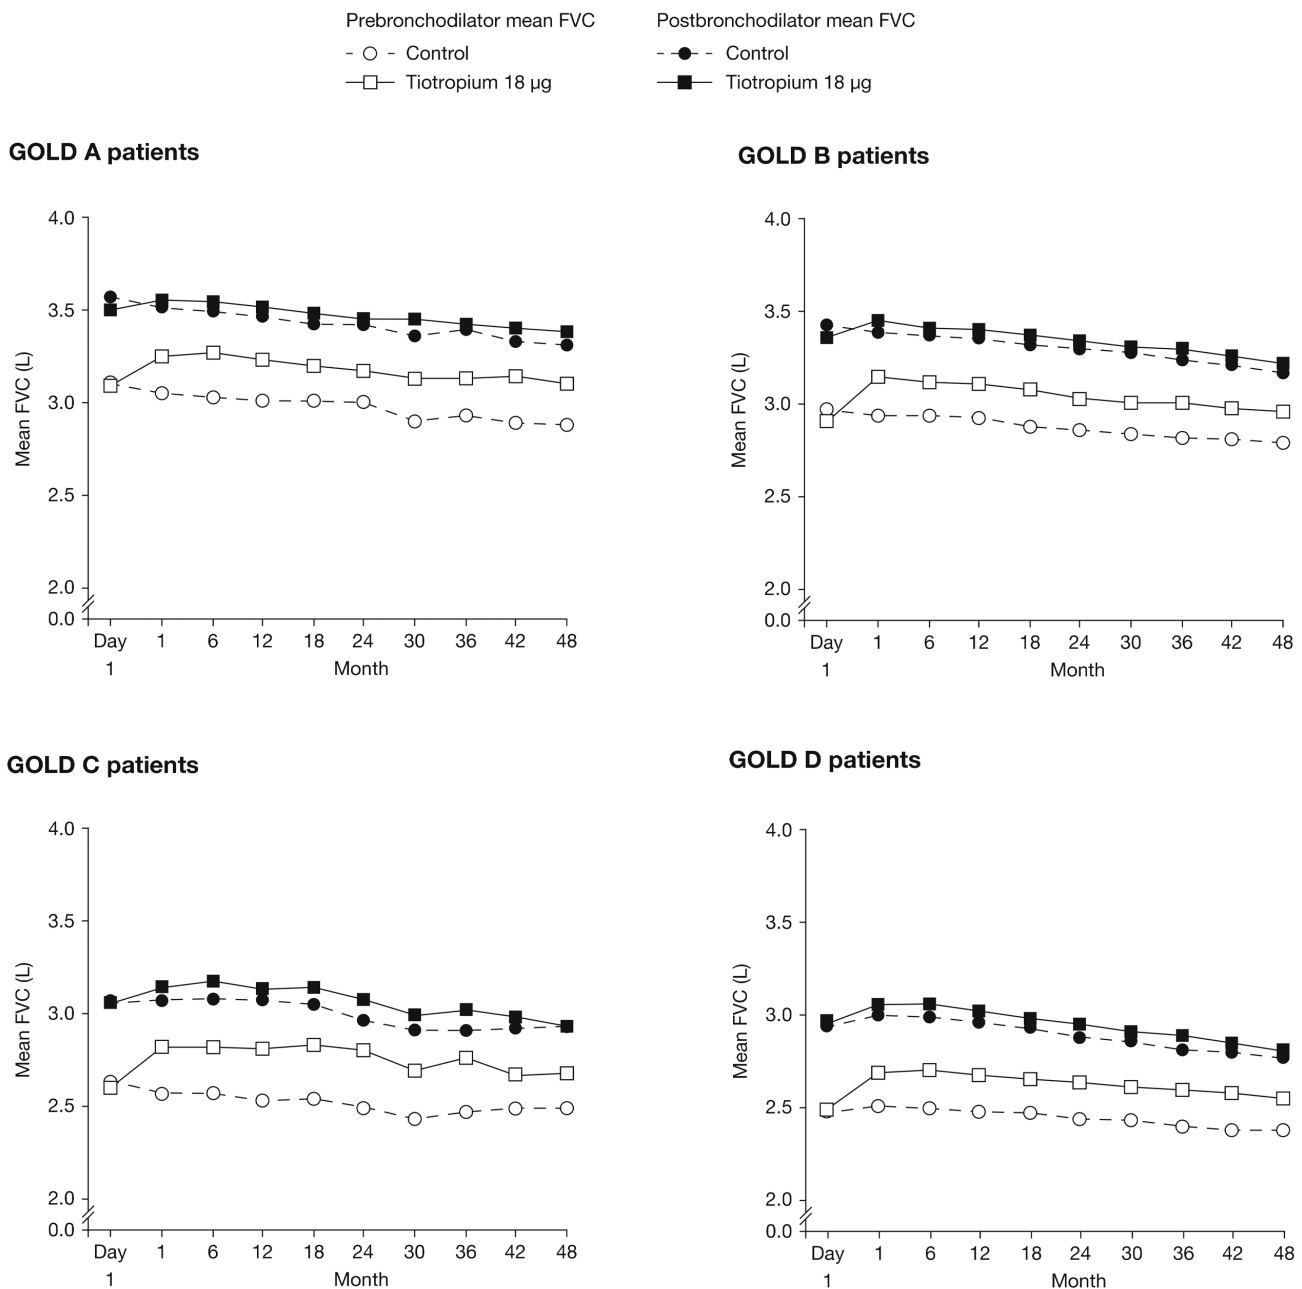 Prebronchodilator mean FVC
Postbronchodilator mean FVC
Control
Control
Tiotropium 18 μg
Tiotropium 18 μg
GOLD A patients
4.0
3.5
3.0
2.5
2.0
0.0
Mean FVC (L)
Day 1 6 12 18 24 30 36 42 48
1
Month
GOLD B patients
4.0
3.5
3.0
2.5
2.0
0.0
Mean FVC (L)
Day 1 6 12 18 24 30 36 42 48
1
Month
GOLD C patients
4.0
3.5
3.0
2.5
2.0
0.0
Mean FVC (L)
Day 1 6 12 18 24 30 36 42 48
1
Month
GOLD D patients
4.0
3.5
3.0
2.5
2.0
0.0
Mean FVC (L)
Day 1 6 12 18 24 30 36 42 48
1
Month